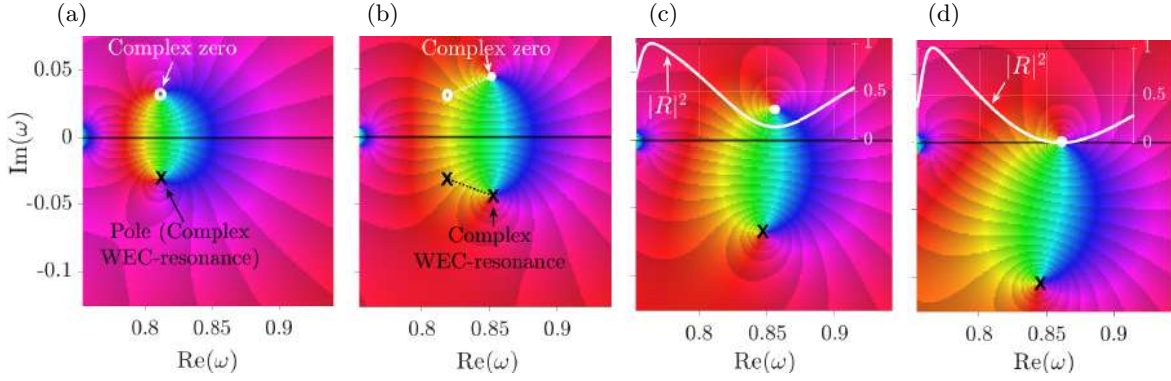 (a)
(b)
(c)
(d)
Complex zero
Pole (Complex
WEC-resonance)
Im(ω)
0.05
0
-0.05
-0.1
0.8
0.85
0.9
Re(ω)
Complex zero
Complex
WEC-resonance
0.8
0.85
0.9
Re(ω)
|R|²
1
0.5
0
0.8
0.85
0.9
Re(ω)
|R|²
1
0.5
0
0.8
0.85
0.9
Re(ω)